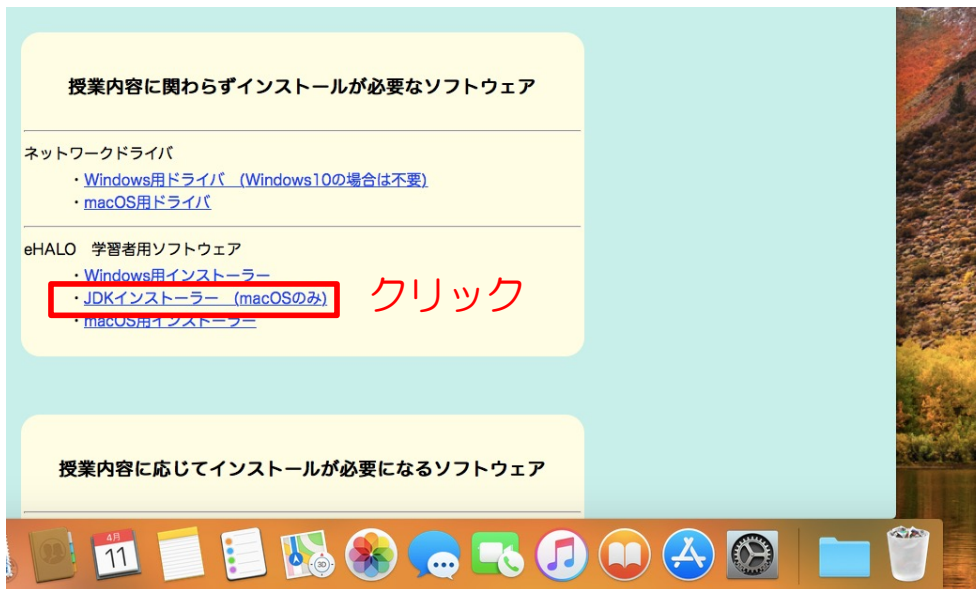 授業内容に関わらずインストールが必要なソフトウェア
ネットワークドライバ
・Windows用ドライバ　(Windows10の場合は不要)
・macOS用ドライバ
eHALO　学習者用ソフトウェア
・Windows用インストーラー
・JDKインストーラー　(macOSのみ)
クリック
・macOS用インストーラー
授業内容に応じてインストールが必要になるソフトウェア
4月
11
3D